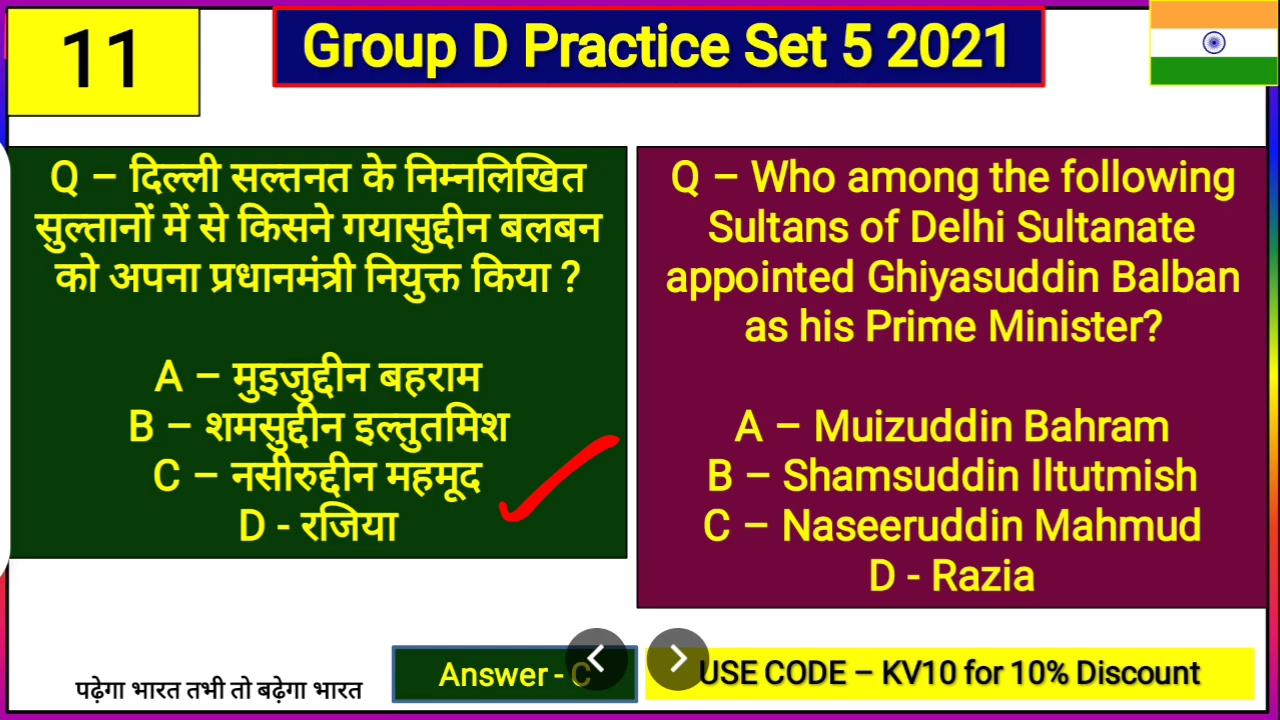 11
Group D Practice Set 5 2021
Q – दिल्ली सल्तनत के निम्नलिखित
सुल्तानों में से किसने गयासुद्दीन बलबन
को अपना प्रधानमंत्री नियुक्त किया ?
A – मुइजुद्दीन बहराम
B – शमसुद्दीन इल्तुतमिश
C – नसीरुद्दीन महमूद
D - रजिया
Q – Who among the following
Sultans of Delhi Sultanate
appointed Ghiyasuddin Balban
as his Prime Minister?
A – Muizuddin Bahram
B – Shamsuddin Iltutmish
C – Naseeruddin Mahmud
D - Razia
पढ़ेगा भारत तभी तो बढ़ेगा भारत
Answer - C
USE CODE – KV10 for 10% Discount